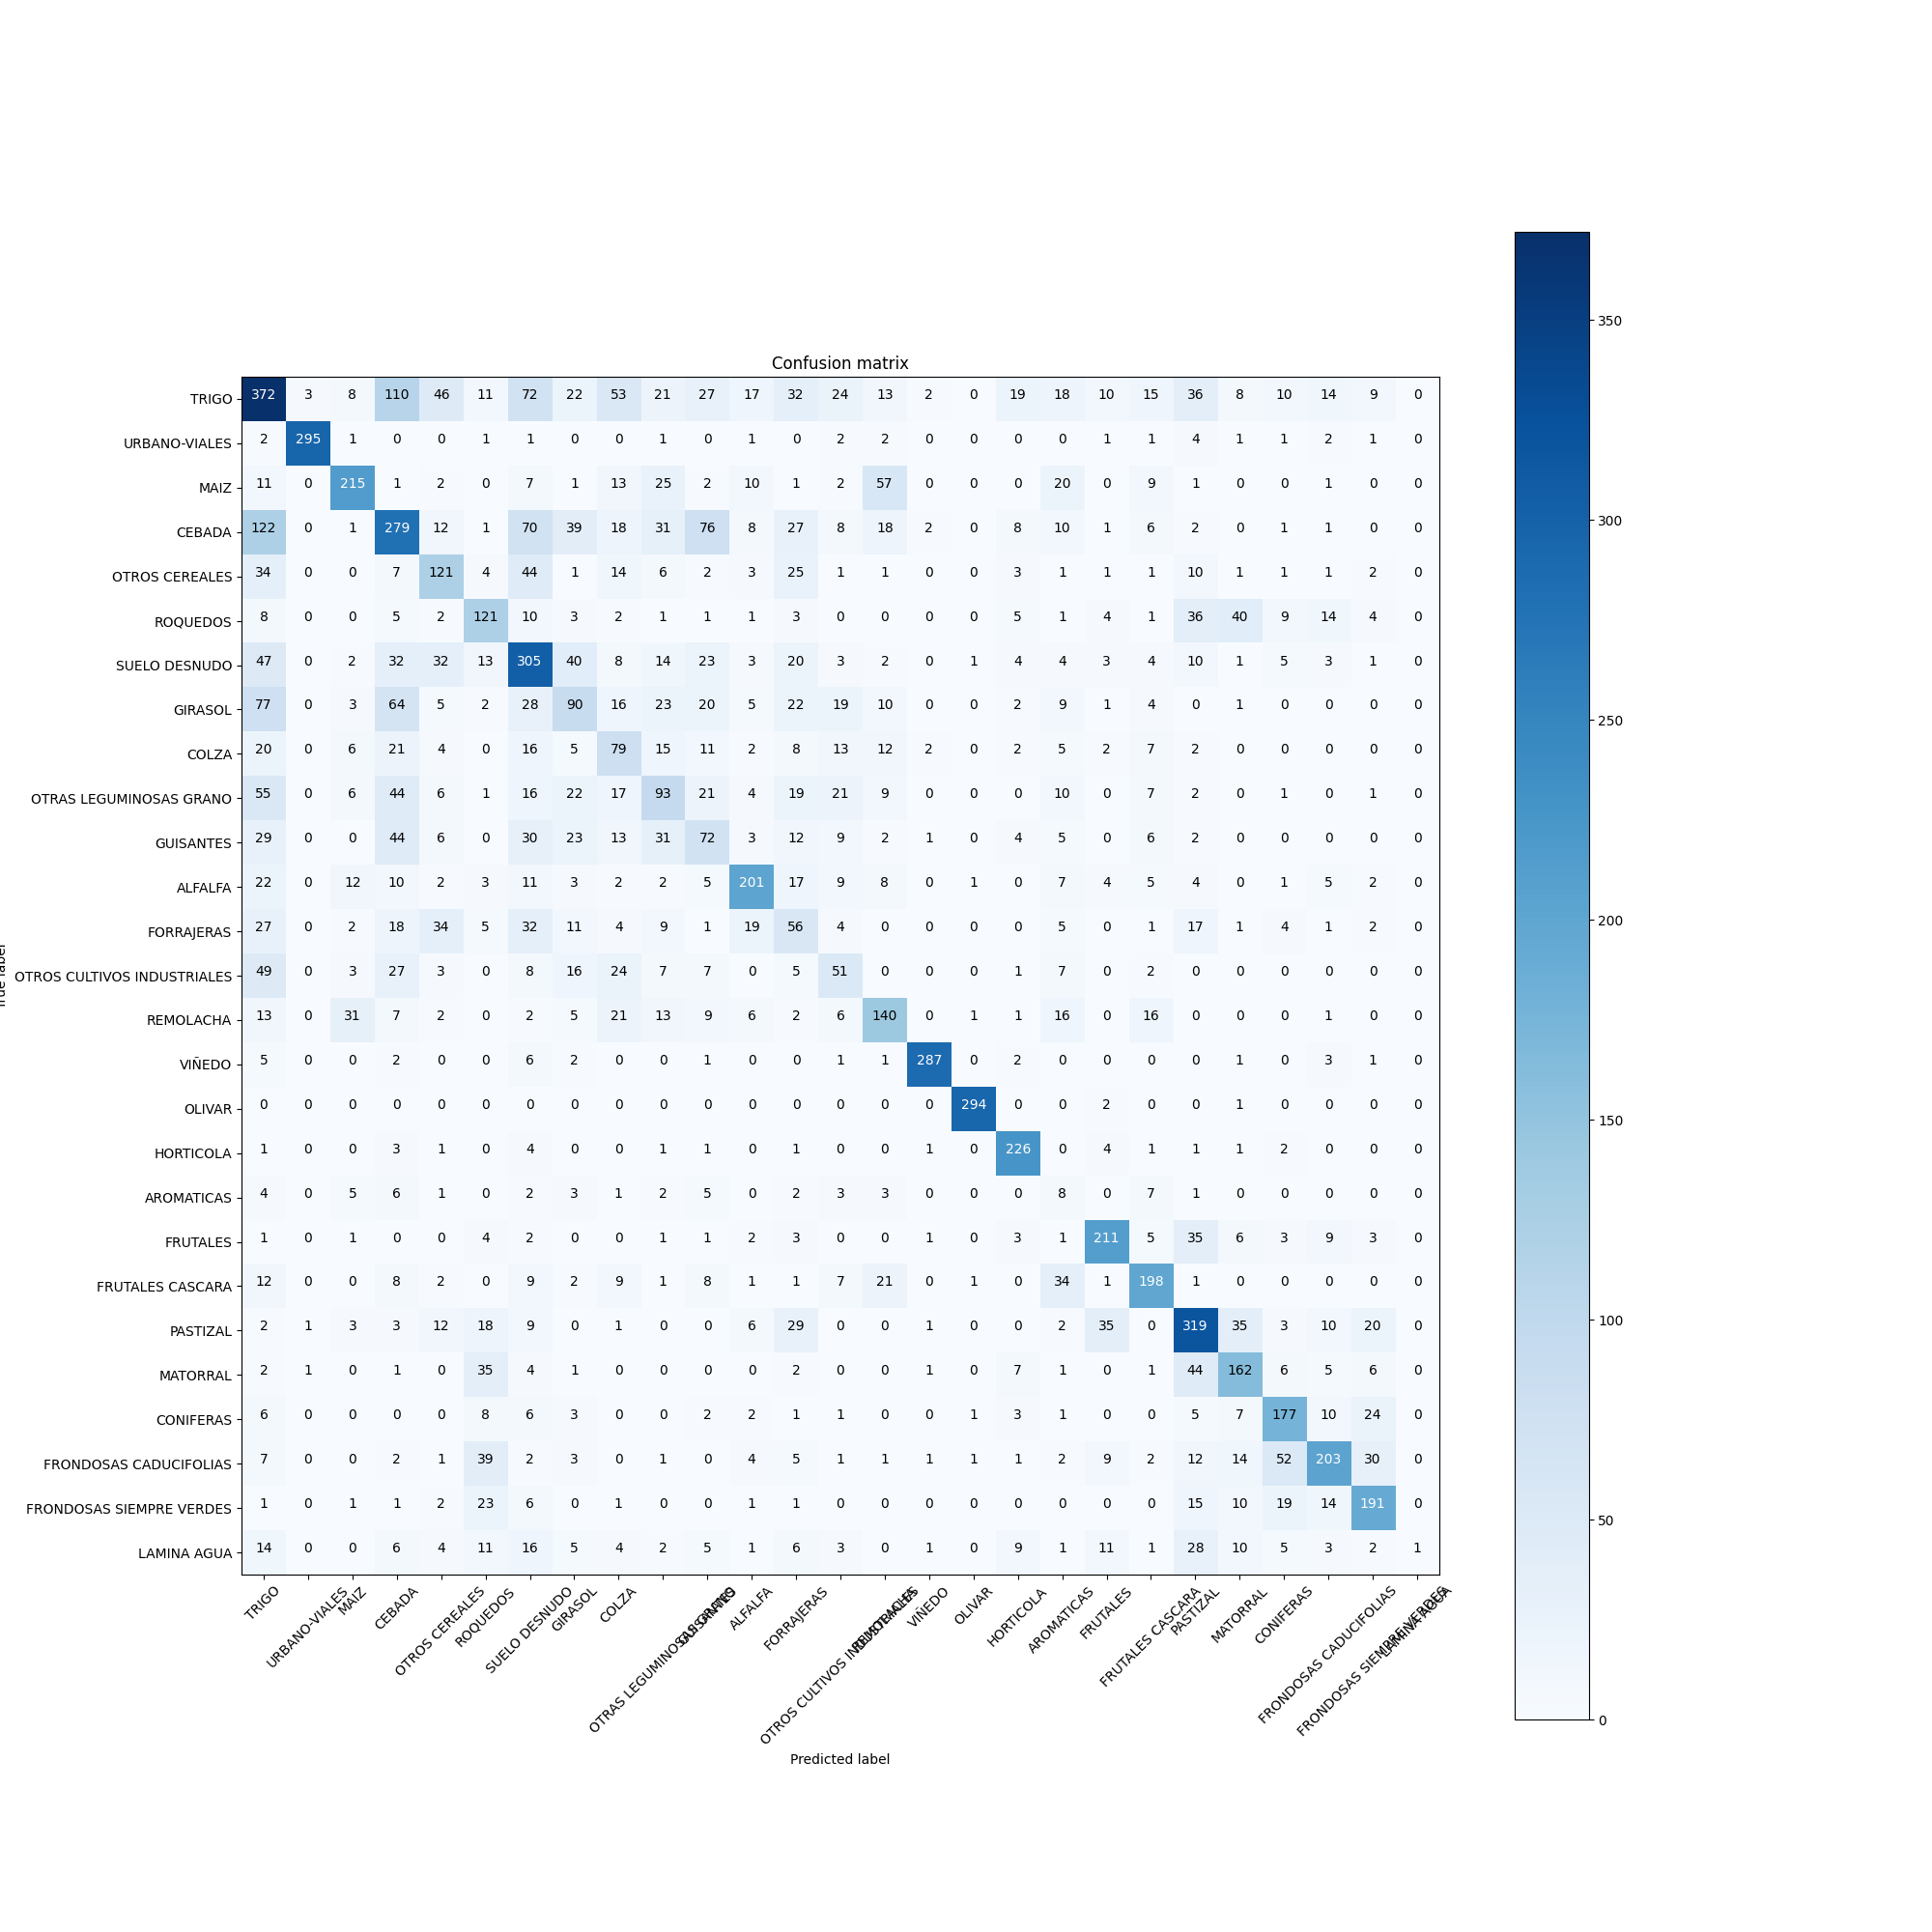 Confusion matrix
TRIGO 372 3 8 110 46 11 72 22 53 21 27 17 32 24 13 2 0 19 18 10 15 36 8 10 14 9 0
URBANO-VIALES 2 295 1 0 0 1 1 0 0 1 0 1 0 2 2 0 0 0 0 1 1 4 1 1 2 1 0
MAIZ 11 0 215 1 2 0 7 1 13 25 2 10 1 2 57 0 0 0 20 0 9 1 0 0 1 0 0
CEBADA 122 0 1 279 12 1 70 39 18 31 76 8 27 8 18 2 0 8 10 1 6 2 0 1 1 0 0
OTROS CEREALES 34 0 0 7 121 4 44 1 14 6 2 3 25 1 1 0 0 3 1 1 1 10 1 1 1 2 0
ROQUEDOS 8 0 0 5 2 121 10 3 2 1 1 1 3 0 0 0 0 5 1 4 1 36 40 9 14 4 0
SUELO DESNUDO 47 0 2 32 32 13 305 40 8 14 23 3 20 3 2 0 1 4 4 3 4 10 1 5 3 1 0
GIRASOL 77 0 3 64 5 2 28 90 16 23 20 5 22 19 10 0 0 2 9 1 4 0 1 0 0 0 0
COLZA 20 0 6 21 4 0 16 5 79 15 11 2 8 13 12 2 0 2 5 2 7 2 0 0 0 0 0
OTRAS LEGUMINOSAS GRANO 55 0 6 44 6 1 16 22 17 93 21 4 19 21 9 0 0 0 10 0 7 2 0 1 0 1 0
GUISANTES 29 0 0 44 6 0 30 23 13 31 72 3 12 9 2 1 0 4 5 0 6 2 0 0 0 0 0
ALFALFA 22 0 12 10 2 3 11 3 2 2 5 201 17 9 8 0 1 0 7 4 5 4 0 1 5 2 0
FORRAJERAS 27 0 2 18 34 5 32 11 4 9 1 19 56 4 0 0 0 0 5 0 1 17 1 4 1 2 0
OTROS CULTIVOS INDUSTRIALES 49 0 3 27 3 0 8 16 24 7 7 0 5 51 0 0 0 1 7 0 2 0 0 0 0 0 0
REMOLACHA 13 0 31 7 2 0 2 5 21 13 9 6 2 6 140 0 1 1 16 0 16 0 0 0 1 0 0
VIÑEDO 5 0 0 2 0 0 6 2 0 0 1 0 0 1 1 287 0 2 0 0 0 0 1 0 3 1 0
OLIVAR 0 0 0 0 0 0 0 0 0 0 0 0 0 0 0 0 294 0 0 2 0 0 1 0 0 0 0
HORTICOLA 1 0 0 3 1 0 4 0 0 1 1 0 1 0 0 1 0 226 0 4 1 1 1 2 0 0 0
AROMATICAS 4 0 5 6 1 0 2 3 1 2 5 0 2 3 3 0 0 0 8 0 7 1 0 0 0 0 0
FRUTALES 1 0 1 0 0 4 2 0 0 1 1 2 3 0 0 1 0 3 1 211 5 35 6 3 9 3 0
FRUTALES CASCARA 12 0 0 8 2 0 9 2 9 1 8 1 1 7 21 0 1 0 34 1 198 1 0 0 0 0 0
PASTIZAL 2 1 3 3 12 18 9 0 1 0 0 6 29 0 0 1 0 0 2 35 0 319 35 3 10 20 0
MATORRAL 2 1 0 1 0 35 4 1 0 0 0 0 2 0 0 1 0 7 1 0 1 44 162 6 5 6 0
CONIFERAS 6 0 0 0 0 8 6 3 0 0 2 2 1 1 0 0 1 3 1 0 0 5 7 177 10 24 0
FRONDOSAS CADUCIFOLIAS 7 0 0 2 1 39 2 3 0 1 0 4 5 1 1 1 1 1 2 9 2 12 14 52 203 30 0
FRONDOSAS SIEMPRE VERDES 1 0 1 1 2 23 6 0 1 0 0 1 1 0 0 0 0 0 0 0 0 15 10 19 14 191 0
LAMINA AGUA 14 0 0 6 4 11 16 5 4 2 5 1 6 3 0 1 0 9 1 11 1 28 10 5 3 2 1
TRIGO
URBANO-VIALES
MAIZ
CEBADA
OTROS CEREALES
ROQUEDOS
SUELO DESNUDO
GIRASOL
COLZA
OTRAS LEGUMINOSAS GRANO
GUISANTES
ALFALFA
FORRAJERAS
OTROS CULTIVOS INDUSTRIALES
REMOLACHA
VIÑEDO
OLIVAR
HORTICOLA
AROMATICAS
FRUTALES
FRUTALES CASCARA
PASTIZAL
MATORRAL
CONIFERAS
FRONDOSAS CADUCIFOLIAS
FRONDOSAS SIEMPRE VERDES
LAMINA AGUA
Predicted label
350
300
250
200
150
100
50
0